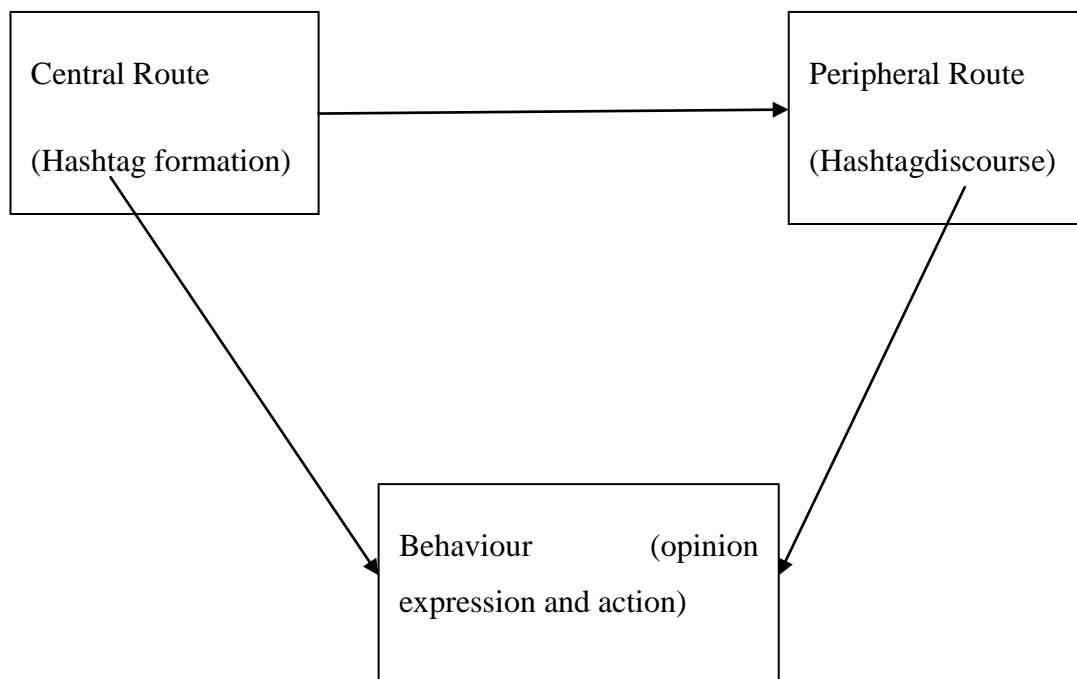 Central Route
(Hashtag formation)
Peripheral Route
(Hashtagdiscourse)
Behaviour (opinion
expression and action)